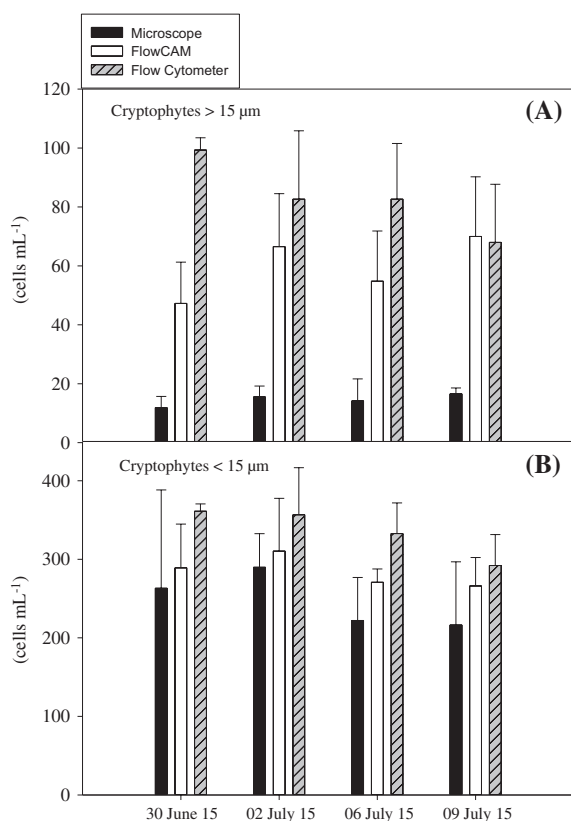 Microscope
FlowCAM
Flow Cytometer
120
(A)
Cryptophytes > 15 µm
100
80
60
40
20
0
(cells mL⁻¹)
(B)
Cryptophytes < 15 µm
400
300
200
100
0
(cells mL⁻¹)
30 June 15 02 July 15 06 July 15 09 July 15